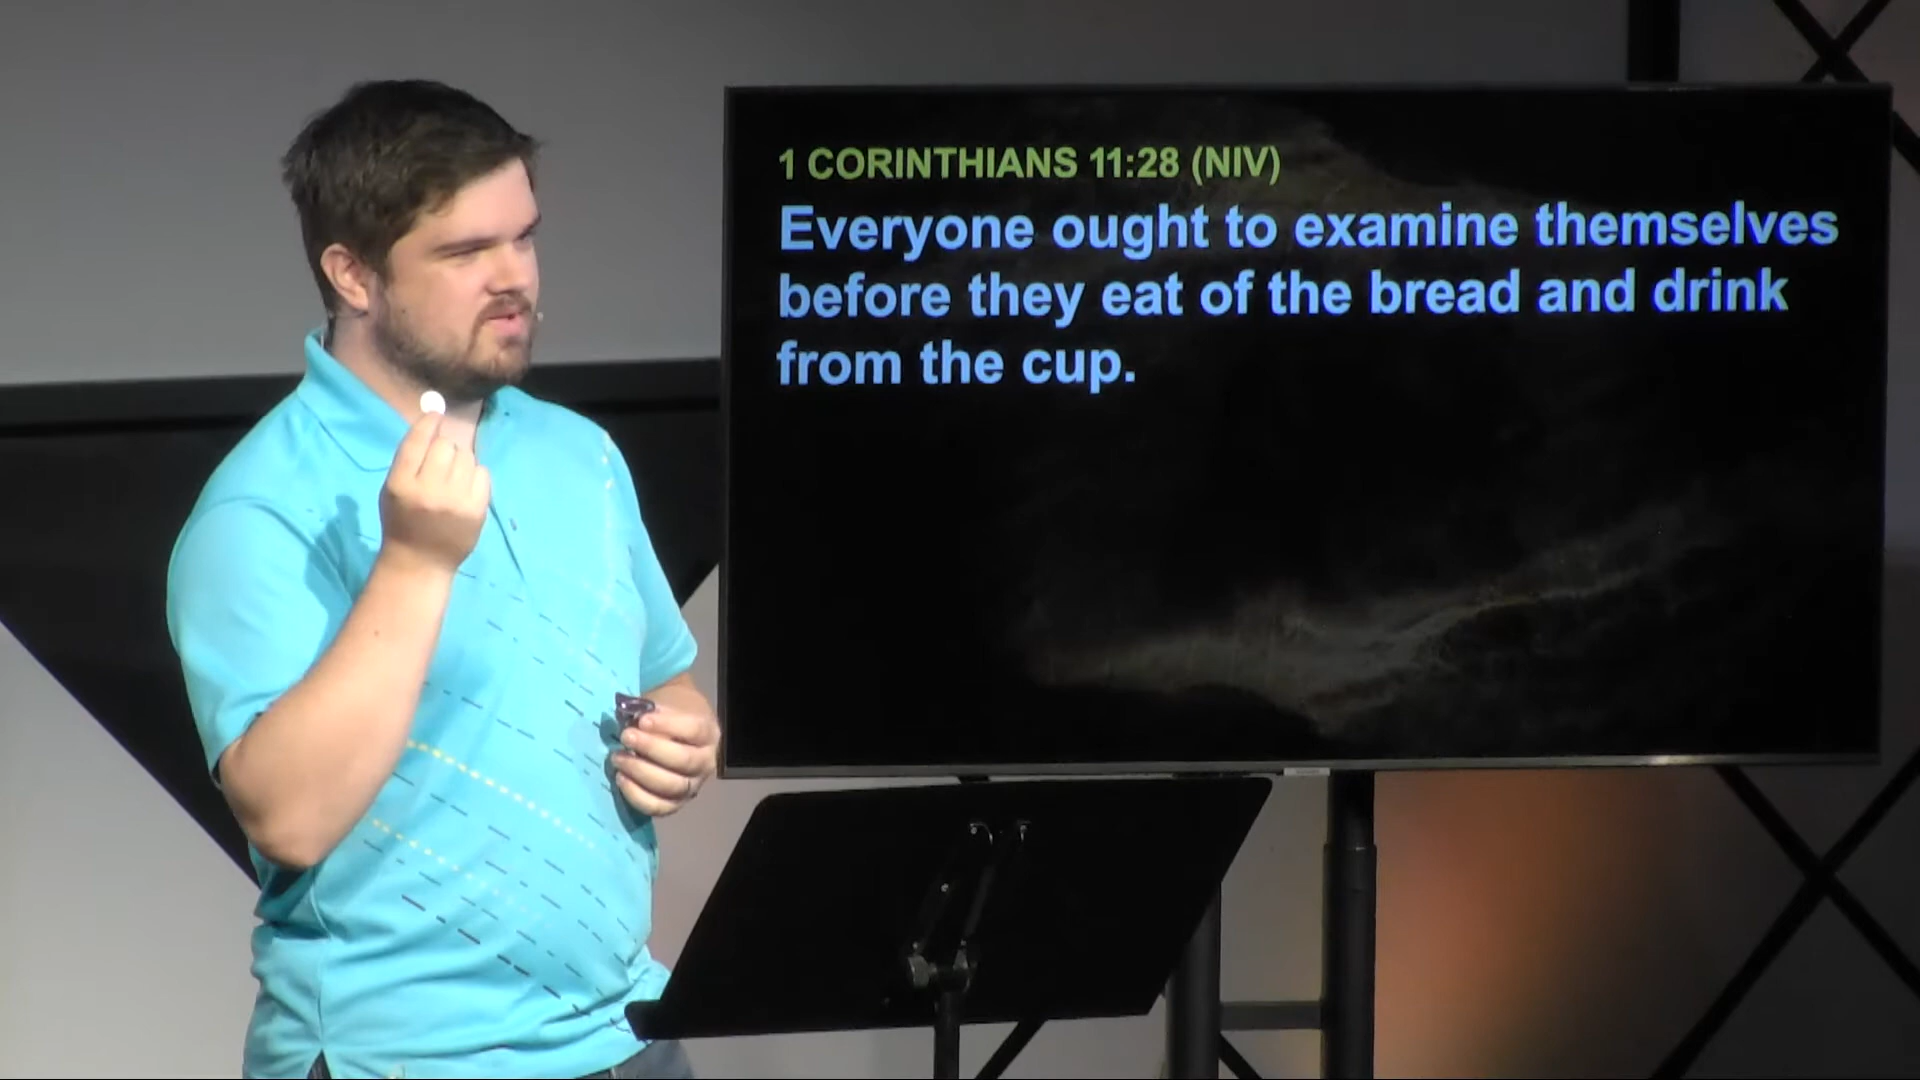 1 CORINTHIANS 11:28 (NIV)
Everyone ought to examine themselves
before they eat of the bread and drink
from the cup.